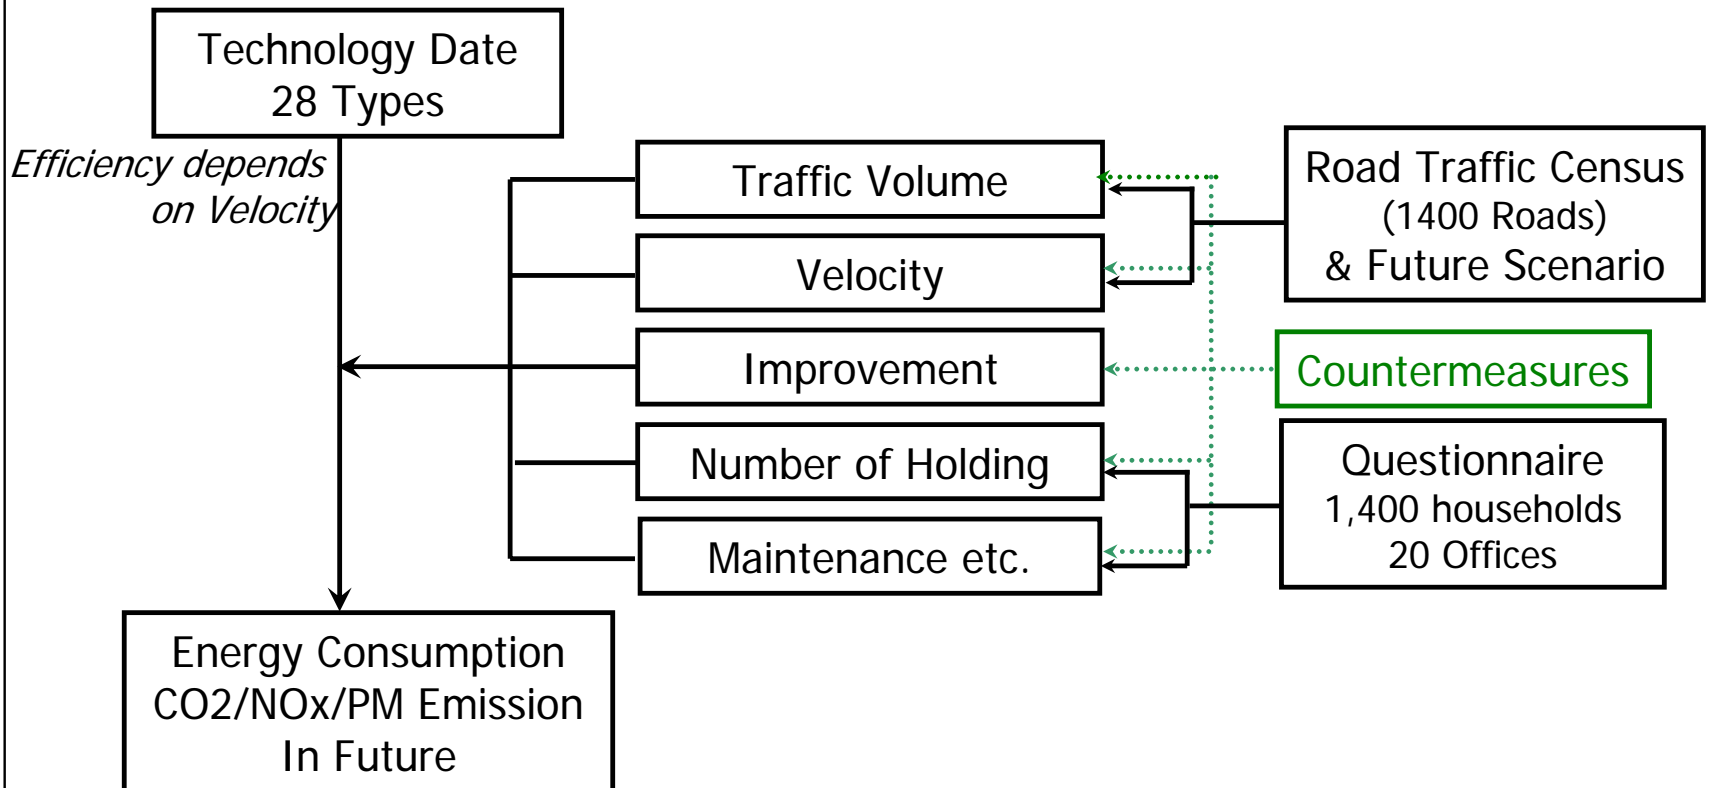 Technology Date
28 Types
Efficiency depends
on Velocity
Traffic Volume
Velocity
Improvement
Number of Holding
Maintenance etc.
Road Traffic Census
(1400 Roads)
& Future Scenario
Countermeasures
Questionnaire
1,400 households
20 Offices
Energy Consumption
CO2/NOx/PM Emission
In Future